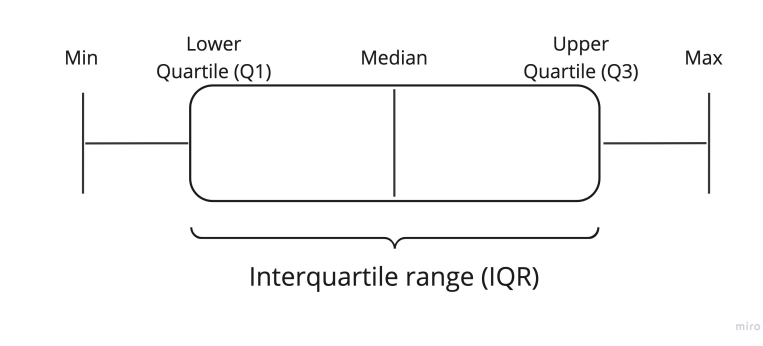 Min
Lower
Quartile (Q1)
Median
Upper
Quartile (Q3)
Max
Interquartile range (IQR)
miro